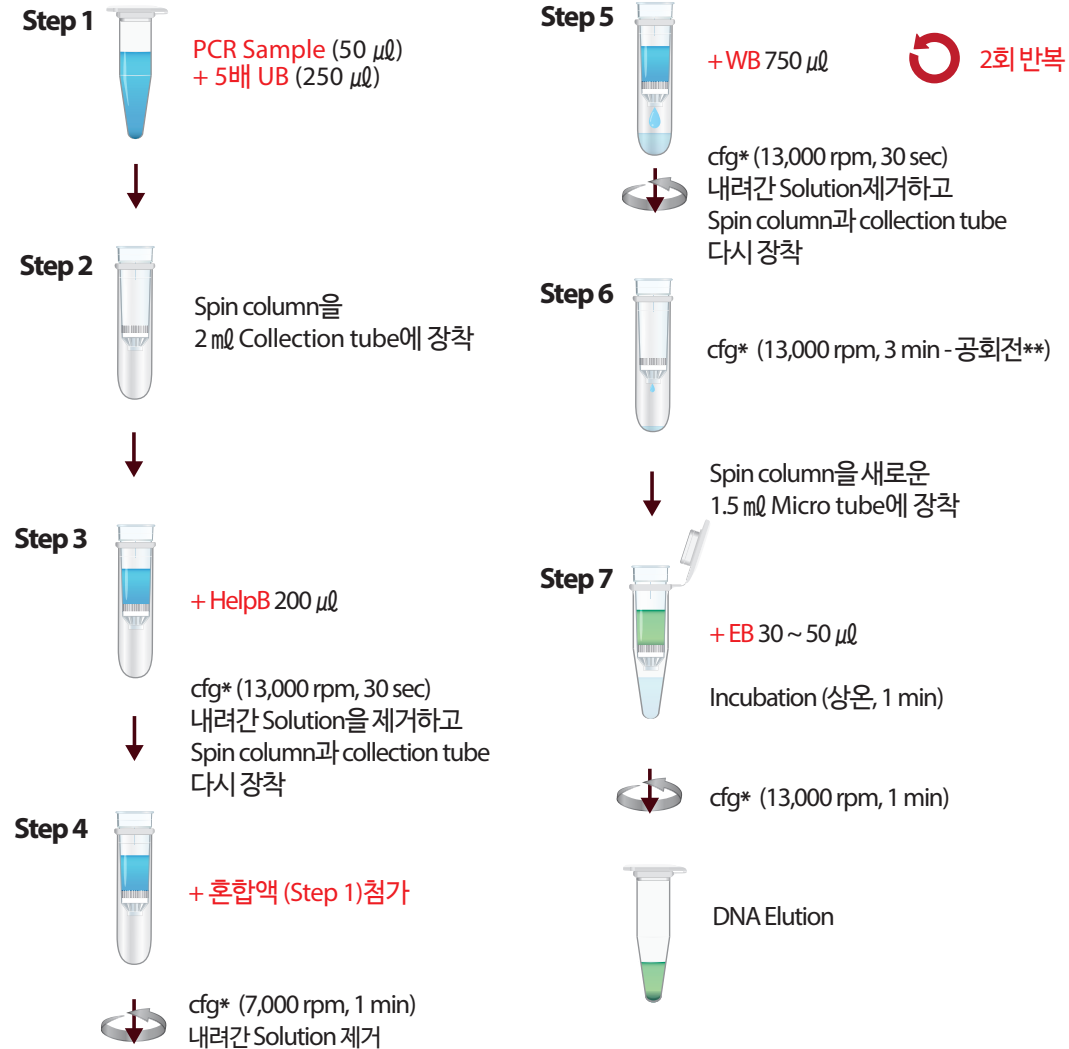 Step 1
PCR Sample (50 ㎕)
+ 5배 UB (250 ㎕)
Step 2
Spin column을
2 ㎖ Collection tube에 장착
Step 3
+ HelpB 200 ㎕
cfg* (13,000 rpm, 30 sec)
내려간 Solution을 제거하고
Spin column과 collection tube
다시 장착
Step 4
+ 혼합액 (Step 1)첨가
cfg* (7,000 rpm, 1 min)
내려간 Solution 제거
Step 5
+ WB 750 ㎕
2회 반복
cfg* (13,000 rpm, 30 sec)
내려간 Solution제거하고
Spin column과 collection tube
다시 장착
Step 6
cfg* (13,000 rpm, 3 min - 공회전**)
Spin column을 새로운
1.5 ㎖ Micro tube에 장착
Step 7
+ EB 30 ~ 50 ㎕
Incubation (상온, 1 min)
cfg* (13,000 rpm, 1 min)
DNA Elution